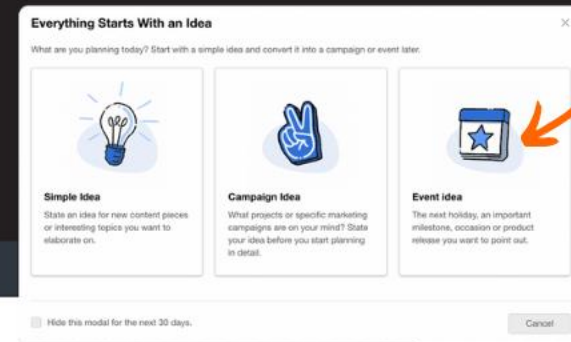 Everything Starts With an Idea
What are you planning today? Start with a simple idea and convert it into a campaign or event later.
Simple Idea
State an idea for new content pieces
or interesting topics you want to
elaborate on.
Campaign Idea
What projects or specific marketing
campaigns are on your mind? State
your idea before you start planning
in detail.
Event idea
The next holiday, an important
milestone, occasion or product
release you want to point out.
Hide this modal for the next 30 days.
Cancel